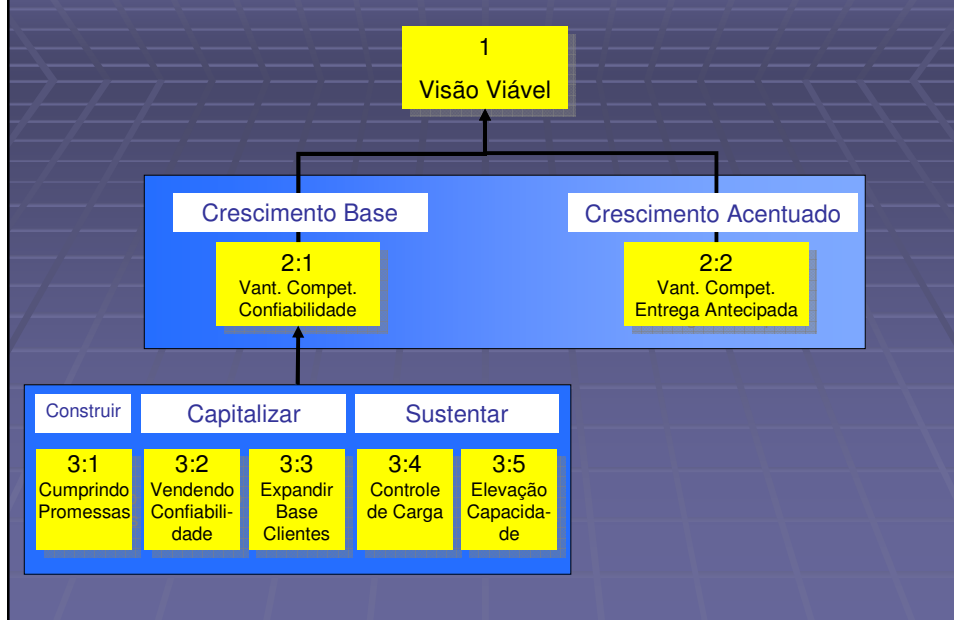 1
Visão Viável
Crescimento Base
Crescimento Acentuado
2:1
Vant. Compet.
Confiabilidade
2:2
Vant. Compet.
Entrega Antecipada
Construir
Capitalizar
Sustentar
3:1
Cumprindo
Promessas
3:2
Vendendo
Confiabili-
dade
3:3
Expandir
Base
Clientes
3:4
Controle
de Carga
3:5
Elevação
Capacida-
de